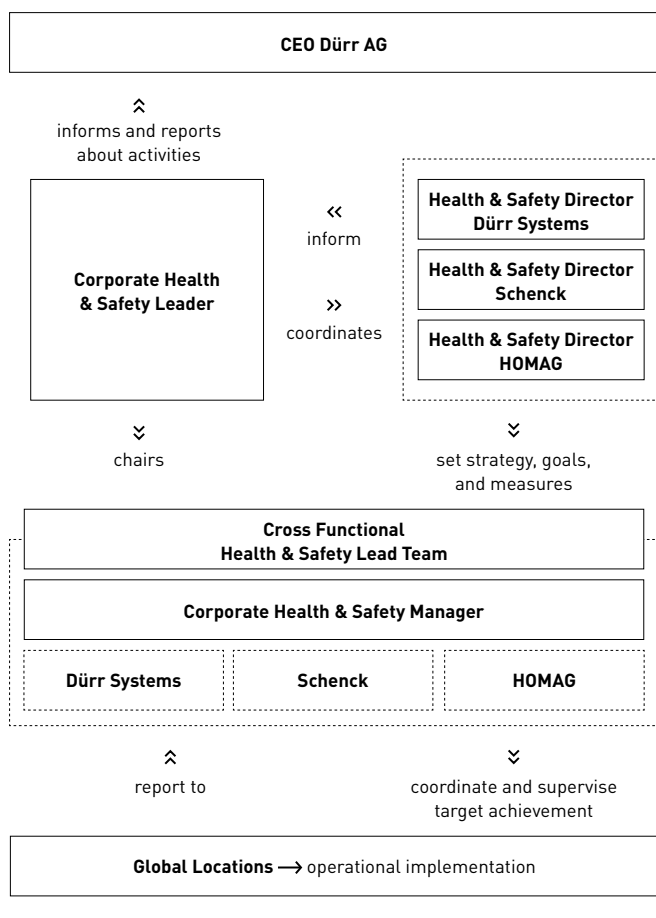 CEO Dürr AG
informs and reports
about activities
Corporate Health
& Safety Leader
inform
coordinates
Health & Safety Director
Dürr Systems
Health & Safety Director
Schenck
Health & Safety Director
HOMAG
chairs
set strategy, goals,
and measures
Cross Functional
Health & Safety Lead Team
Corporate Health & Safety Manager
Dürr Systems
Schenck
HOMAG
report to
coordinate and supervise
target achievement
Global Locations → operational implementation